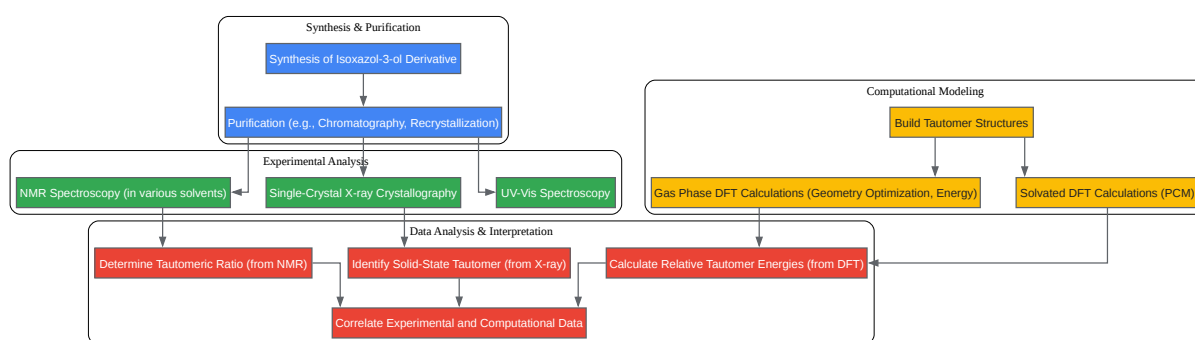 Synthesis & Purification
Synthesis of Isoxazol-3-ol Derivative
Purification (e.g., Chromatography, Recrystallization)
Computational Modeling
Build Tautomer Structures
Experimental Analysis
NMR Spectroscopy (in various solvents)
Single-Crystal X-ray Crystallography
UV-Vis Spectroscopy
Gas Phase DFT Calculations (Geometry Optimization, Energy)
Solvated DFT Calculations (PCM)
Data Analysis & Interpretation
Determine Tautomeric Ratio (from NMR)
Identify Solid-State Tautomer (from X-ray)
Calculate Relative Tautomer Energies (from DFT)
Correlate Experimental and Computational Data